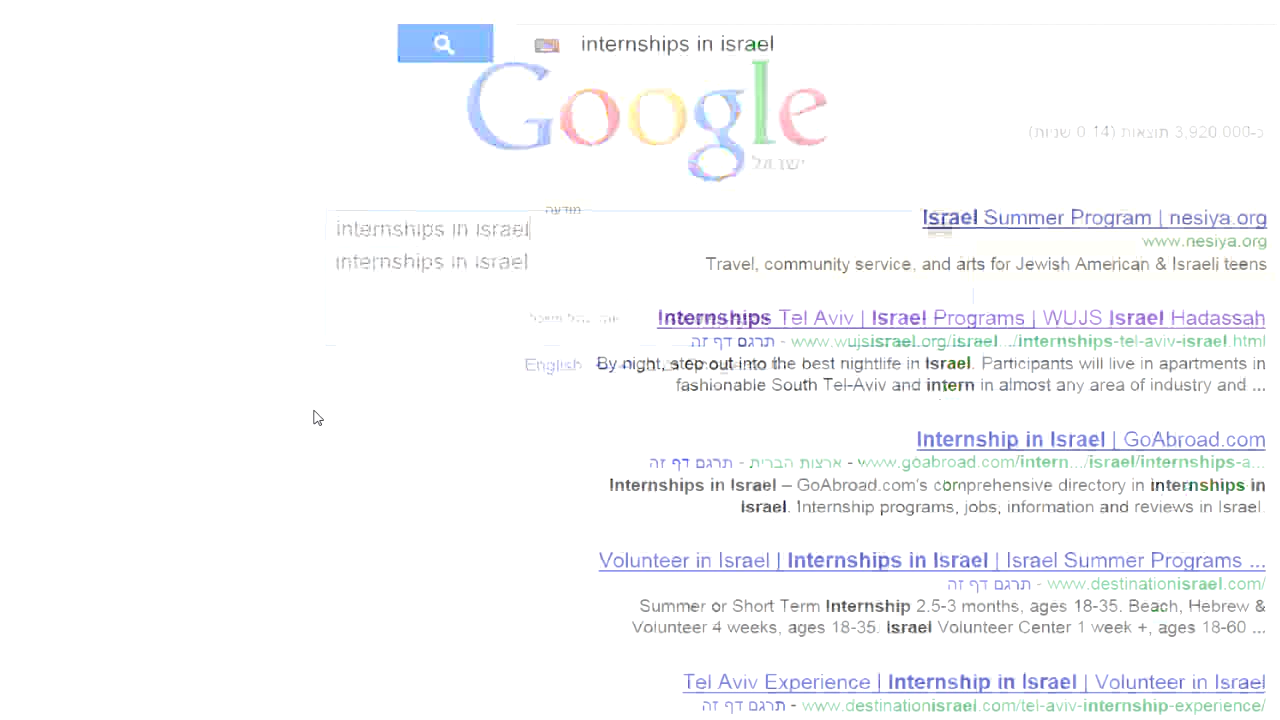 internships in israel
Google
ישראל
כ-3,920,000 תוצאות (0.14 שניות)
מודעה
internships in israel
internships in israel
Israel Summer Program | nesiya.org
www.nesiya.org
Travel, community service, and arts for Jewish American & Israeli teens
Internships Tel Aviv | Israel Programs | WUJS Israel Hadassah
www.wujsisrael.org/israel.../internships-tel-aviv-israel.html - תרגם דף זה
English
By night, step out into the best nightlife in Israel. Participants will live in apartments in
fashionable South Tel-Aviv and intern in almost any area of industry and ...
Internship in Israel | GoAbroad.com
www.goabroad.com/intern.../israel/internships-a... - ארצות הברית - תרגם דף זה
Internships in Israel – GoAbroad.com's comprehensive directory in internships in
Israel. Internship programs, jobs, information and reviews in Israel.
Volunteer in Israel | Internships in Israel | Israel Summer Programs ...
www.destinationisrael.com/ - תרגם דף זה
Summer or Short Term Internship 2.5-3 months, ages 18-35. Beach, Hebrew &
Volunteer 4 weeks, ages 18-35. Israel Volunteer Center 1 week +, ages 18-60 ...
Tel Aviv Experience | Internship in Israel | Volunteer in Israel
www.destinationisrael.com/tel-aviv-internship-experience/ - תרגם דף זה